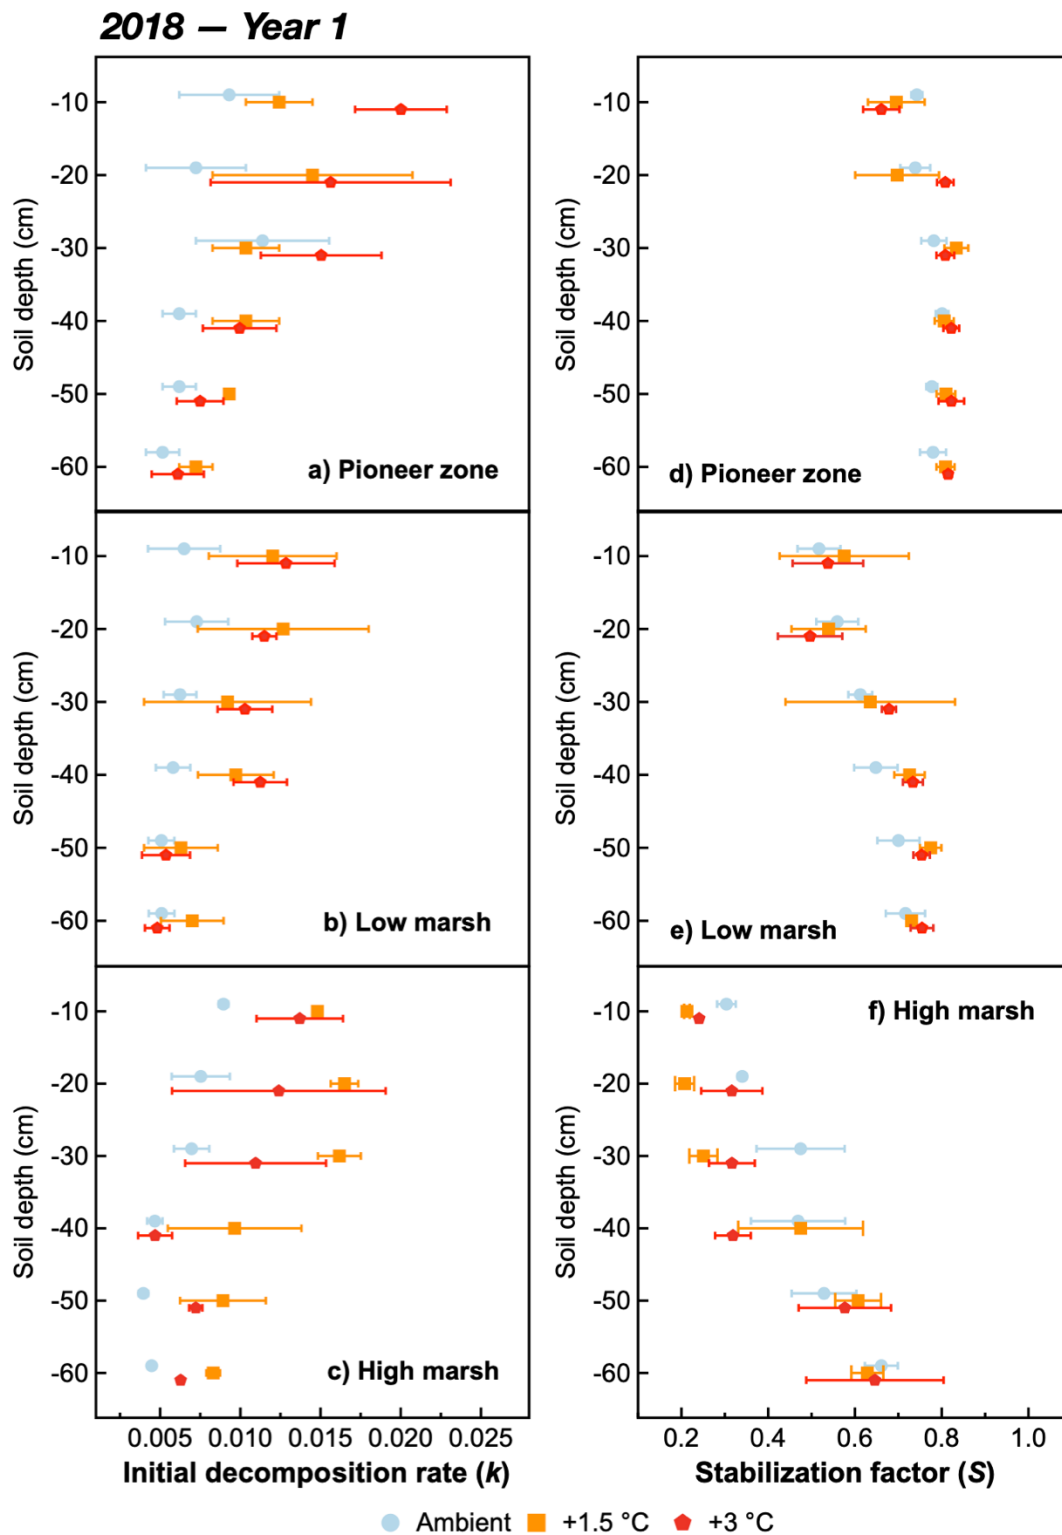 2018 — Year 1
Soil depth (cm)
-10
-20
-30
-40
-50
-60
a) Pioneer zone
Soil depth (cm)
-10
-20
-30
-40
-50
-60
d) Pioneer zone
Soil depth (cm)
-10
-20
-30
-40
-50
-60
b) Low marsh
Soil depth (cm)
-10
-20
-30
-40
-50
-60
e) Low marsh
Soil depth (cm)
-10
-20
-30
-40
-50
-60
c) High marsh
Soil depth (cm)
-10
-20
-30
-40
-50
-60
f) High marsh
0.005 0.010 0.015 0.020 0.025
Initial decomposition rate (k)
0.2 0.4 0.6 0.8 1.0
Stabilization factor (S)
Ambient +1.5 °C +3 °C